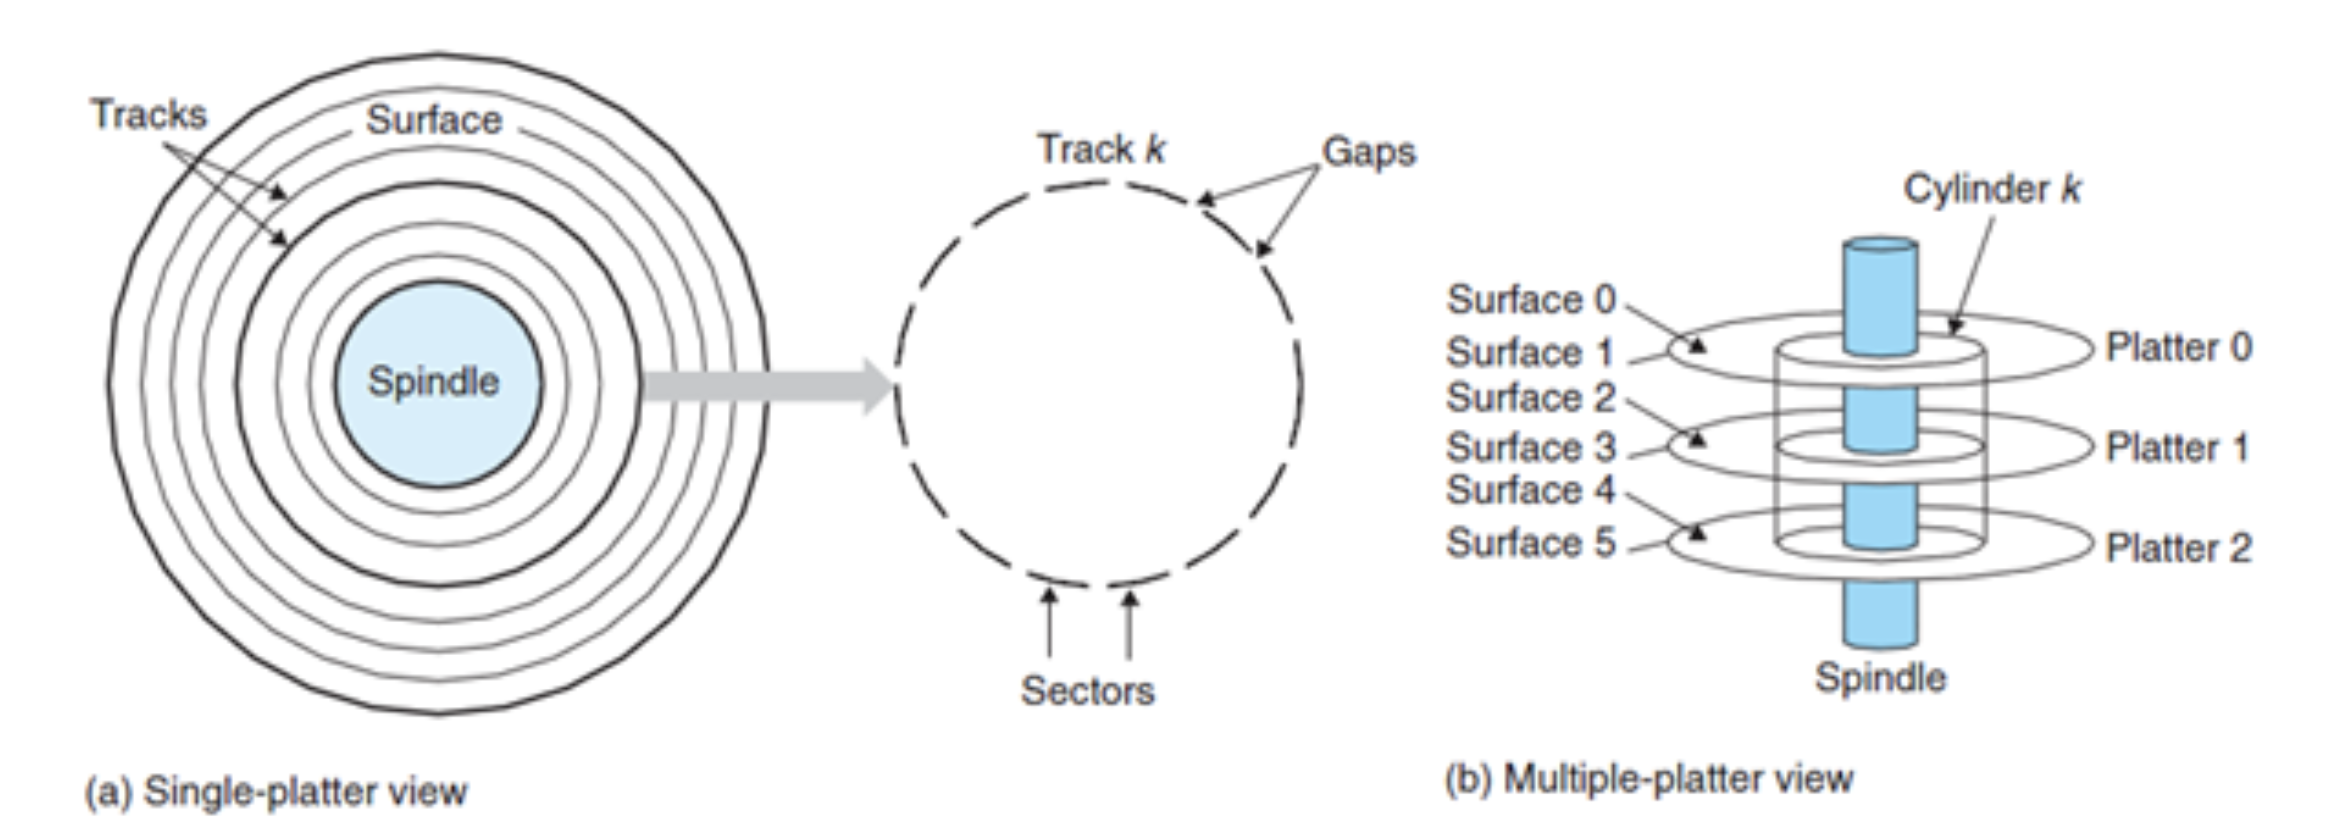 Tracks
Surface
Spindle
Track k
Gaps
Sectors
(a) Single-platter view
Cylinder k
Surface 0
Surface 1
Surface 2
Surface 3
Surface 4
Surface 5
Platter 0
Platter 1
Platter 2
Spindle
(b) Multiple-platter view